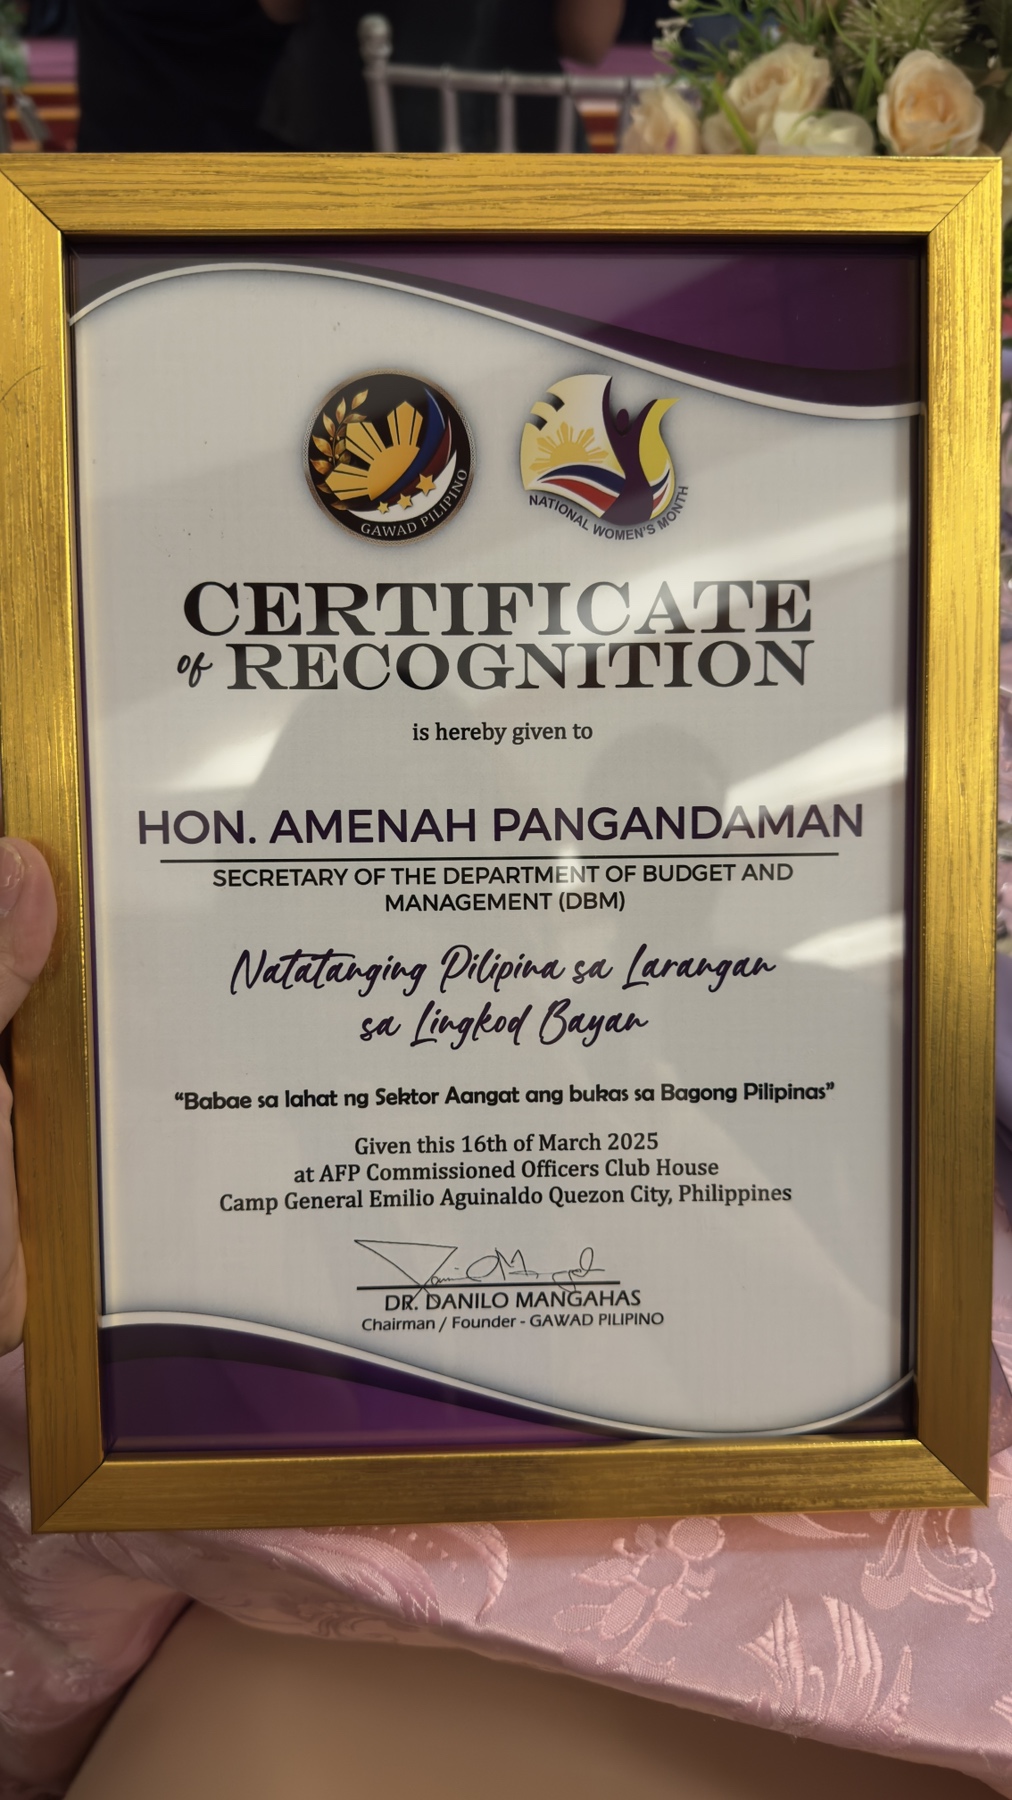 GAWAD PILIPINO
NATIONAL WOMEN'S MONTH
CERTIFICATE
of RECOGNITION
is hereby given to
HON. AMENAH PANGANDAMAN
SECRETARY OF THE DEPARTMENT OF BUDGET AND
MANAGEMENT (DBM)
Natatanging Pilipina sa Larangan
sa Lingkod Bayan
“Babae sa lahat ng Sektor Aangat ang bukas sa Bagong Pilipinas”
Given this 16th of March 2025
at AFP Commissioned Officers Club House
Camp General Emilio Aguinaldo Quezon City, Philippines
DR. DANILO MANGAHAS
Chairman / Founder - GAWAD PILIPINO